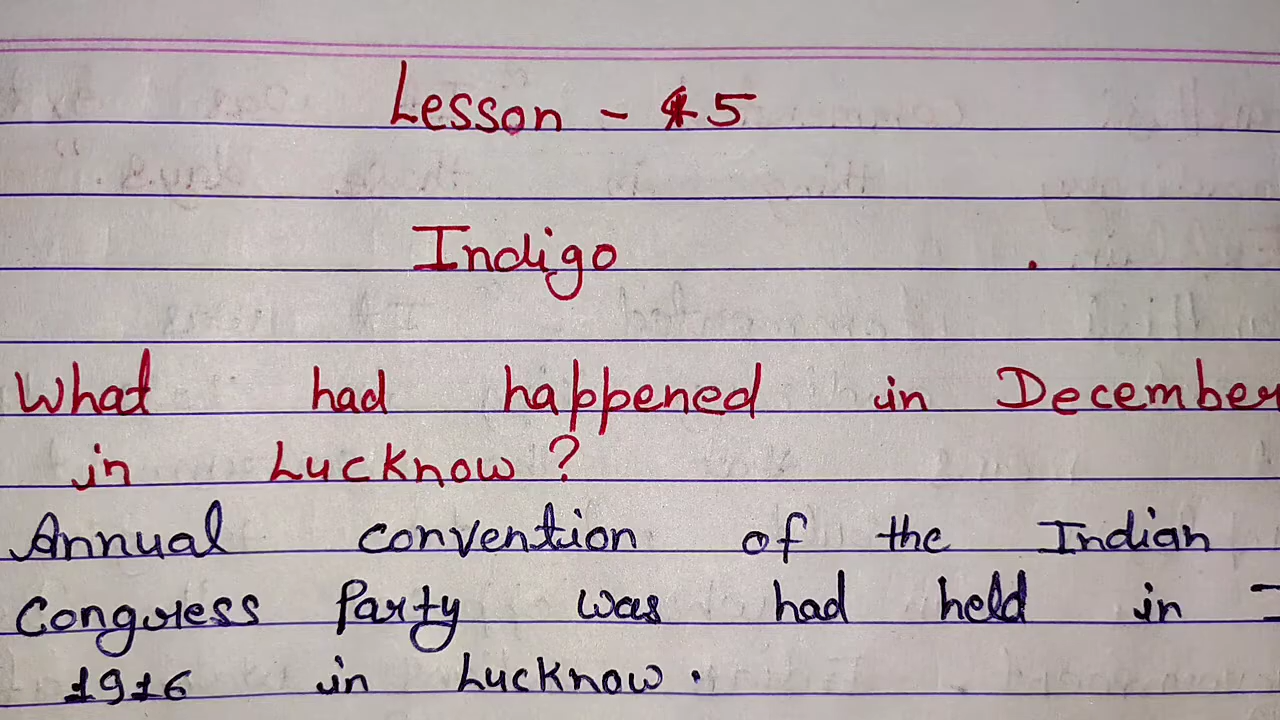 Lesson - 5
Indigo
What had happened in December
in Lucknow?
Annual convention of the Indian
Congress Party was had held in
1916 in Lucknow.